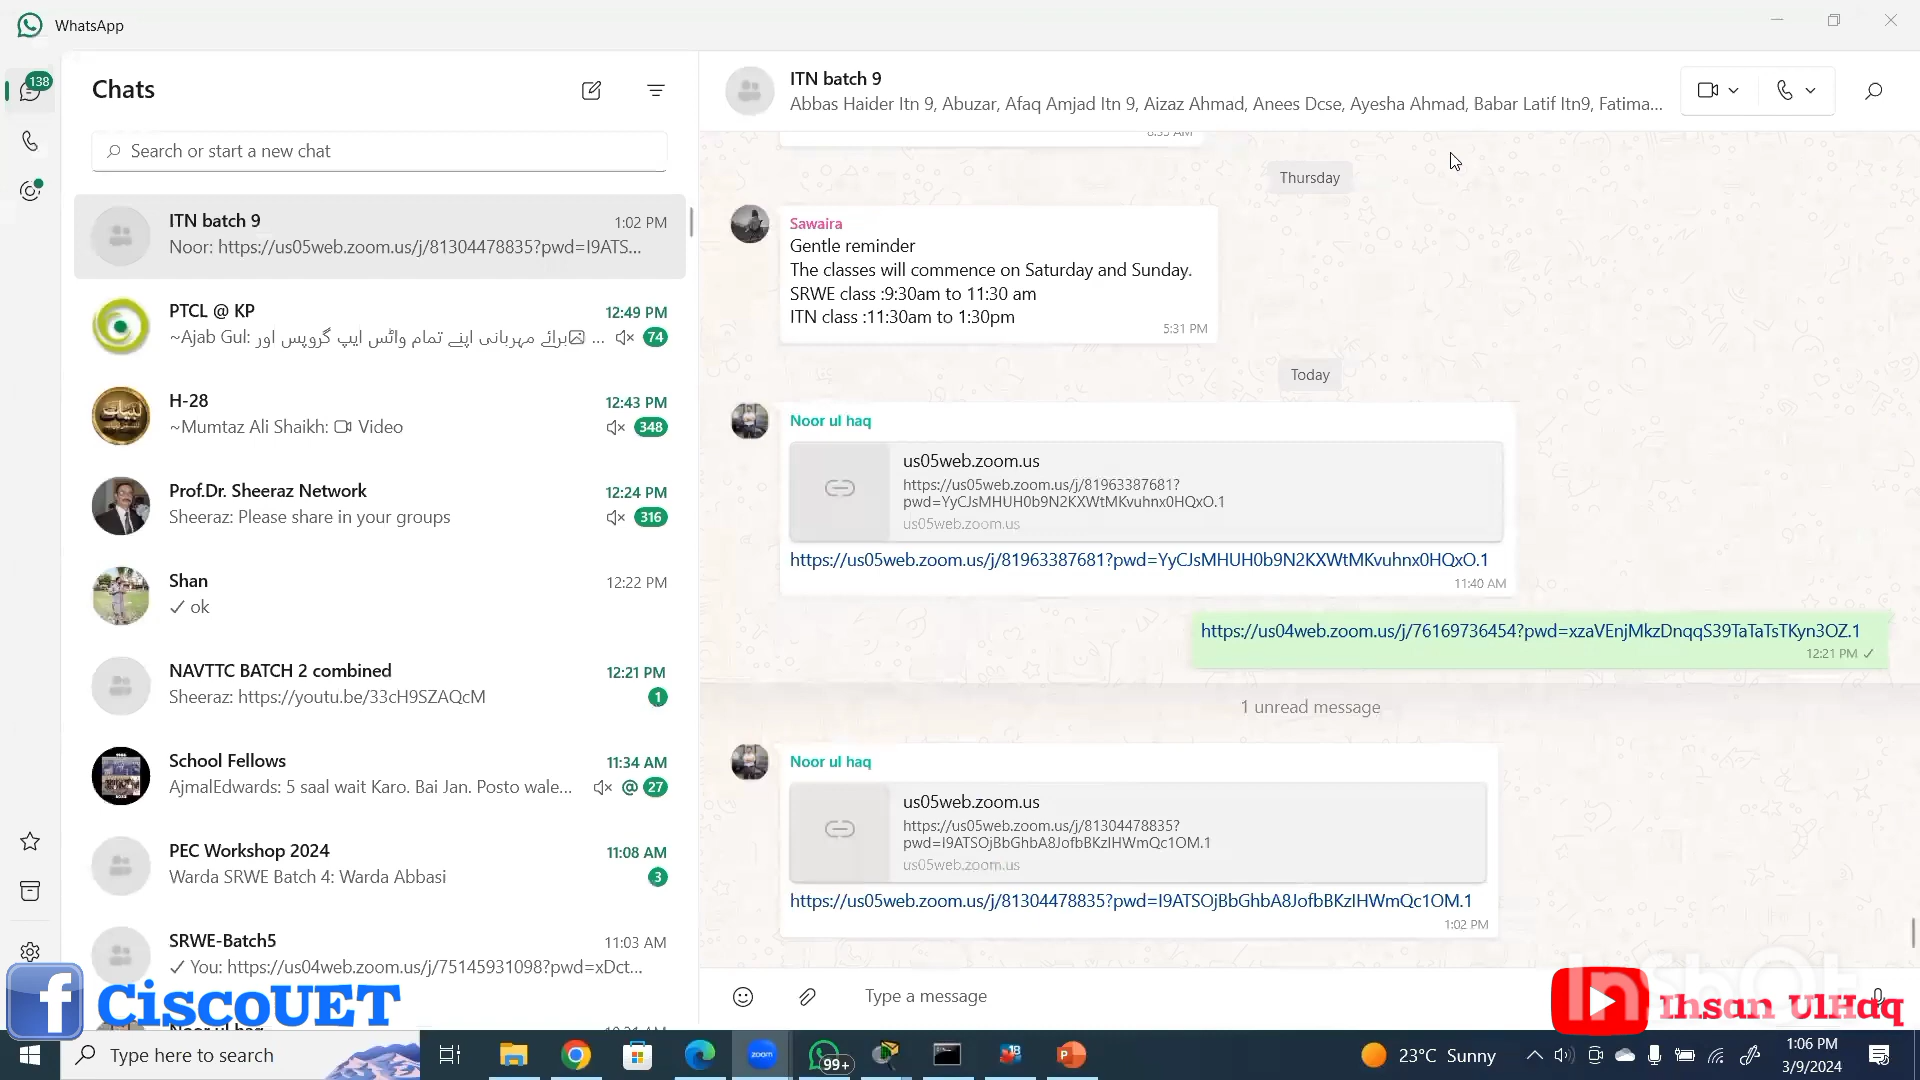 WhatsApp
138
Chats
Search or start a new chat
ITN batch 9
1:02 PM
Noor: https://us05web.zoom.us/j/81304478835?pwd=I9ATS...
PTCL @ KP
12:49 PM
~Ajab Gul: برائے مہربانی اپنے تمام واٹس ایپ گروپس اور ...
74
H-28
12:43 PM
~Mumtaz Ali Shaikh: Video
348
Prof.Dr. Sheeraz Network
12:24 PM
Sheeraz: Please share in your groups
316
Shan
12:22 PM
ok
NAVTTC BATCH 2 combined
12:21 PM
Sheeraz: https://youtu.be/33cH9SZAQcM
1
School Fellows
11:34 AM
AjmalEdwards: 5 saal wait Karo. Bai Jan. Posto wale...
@ 27
PEC Workshop 2024
11:08 AM
Warda SRWE Batch 4: Warda Abbasi
3
SRWE-Batch5
11:03 AM
You: https://us04web.zoom.us/j/75145931098?pwd=xDct...
Noor ul haq
ITN batch 9
Abbas Haider Itn 9, Abuzar, Afaq Amjad Itn 9, Aizaz Ahmad, Anees Dcse, Ayesha Ahmad, Babar Latif Itn9, Fatima...
8:55 AM
Thursday
Sawaira
Gentle reminder
The classes will commence on Saturday and Sunday.
SRWE class :9:30am to 11:30 am
ITN class :11:30am to 1:30pm
5:31 PM
Today
Noor ul haq
us05web.zoom.us
https://us05web.zoom.us/j/81963387681?
pwd=YyCJsMHUH0b9N2KXWtMKvuhnx0HQxO.1
us05web.zoom.us
https://us05web.zoom.us/j/81963387681?pwd=YyCJsMHUH0b9N2KXWtMKvuhnx0HQxO.1
11:40 AM
https://us04web.zoom.us/j/76169736454?pwd=xzaVEnjMkzDnqqS39TaTaTsTKyn3OZ.1
12:21 PM
1 unread message
Noor ul haq
us05web.zoom.us
https://us05web.zoom.us/j/81304478835?
pwd=I9ATSOjBbGhbA8JofbBKzIHWmQc1OM.1
us05web.zoom.us
https://us05web.zoom.us/j/81304478835?pwd=I9ATSOjBbGhbA8JofbBKzIHWmQc1OM.1
1:02 PM
Type a message
InShOt
f CiscoUET
Ihsan UlHaq
Type here to search
zoom
99+
18
23°C Sunny
1:06 PM
3/9/2024